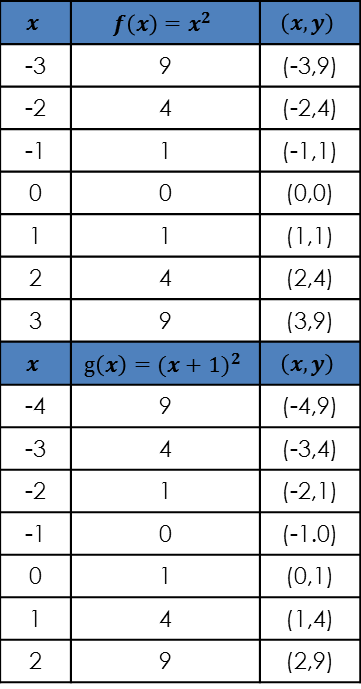 x f(x) = x² (x, y)
-3 9 (-3,9)
-2 4 (-2,4)
-1 1 (-1,1)
0 0 (0,0)
1 1 (1,1)
2 4 (2,4)
3 9 (3,9)
x g(x) = (x + 1)² (x, y)
-4 9 (-4,9)
-3 4 (-3,4)
-2 1 (-2,1)
-1 0 (-1.0)
0 1 (0,1)
1 4 (1,4)
2 9 (2,9)